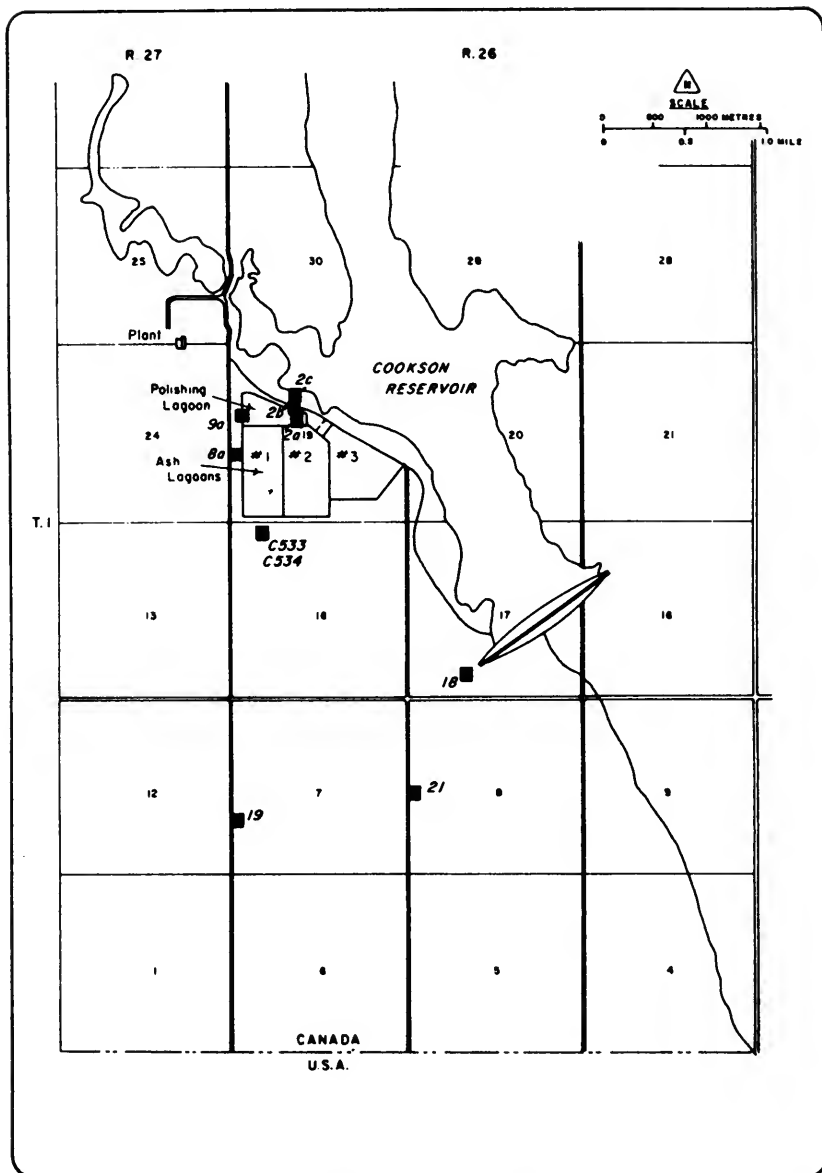 R. 27
R. 26
N
SCALE
0 500 1000 METRES
0 0.5 1.0 MILE
25
30
29
28
Plant
COOKSON
RESERVOIR
2c
Polishing
Lagoon
2b
9a
2a 19
20
21
24
8a
#1
#2
#3
Ash
Lagoons
T. I
C533
C534
13
18
17
16
18
12
7
21
8
9
19
1
6
5
4
CANADA
U.S.A.